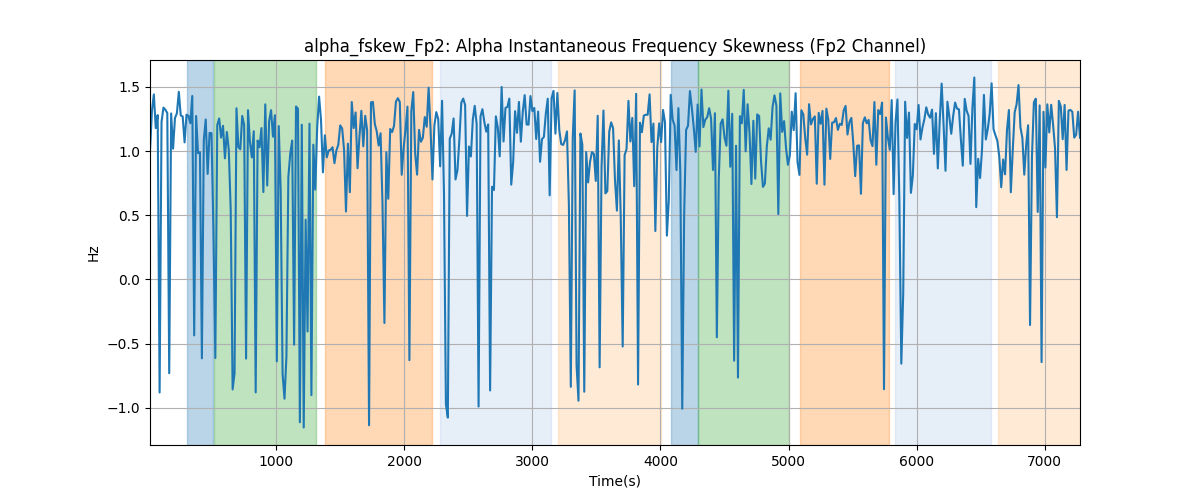 alpha_fskew_Fp2: Alpha Instantaneous Frequency Skewness (Fp2 Channel)
1.5
1.0
0.5
0.0
−0.5
−1.0
Hz
1000 2000 3000 4000 5000 6000 7000
Time(s)